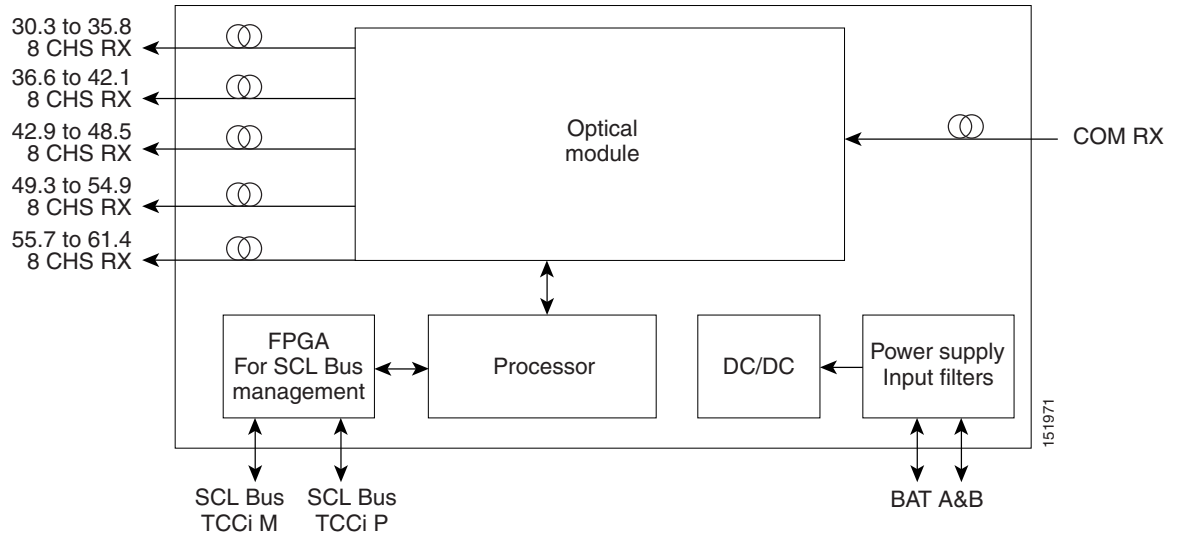 30.3 to 35.8
8 CHS RX
36.6 to 42.1
8 CHS RX
42.9 to 48.5
8 CHS RX
49.3 to 54.9
8 CHS RX
55.7 to 61.4
8 CHS RX
Optical
module
COM RX
FPGA
For SCL Bus
management
Processor
DC/DC
Power supply
Input filters
151971
SCL Bus
TCCi M
SCL Bus
TCCi P
BAT A&B